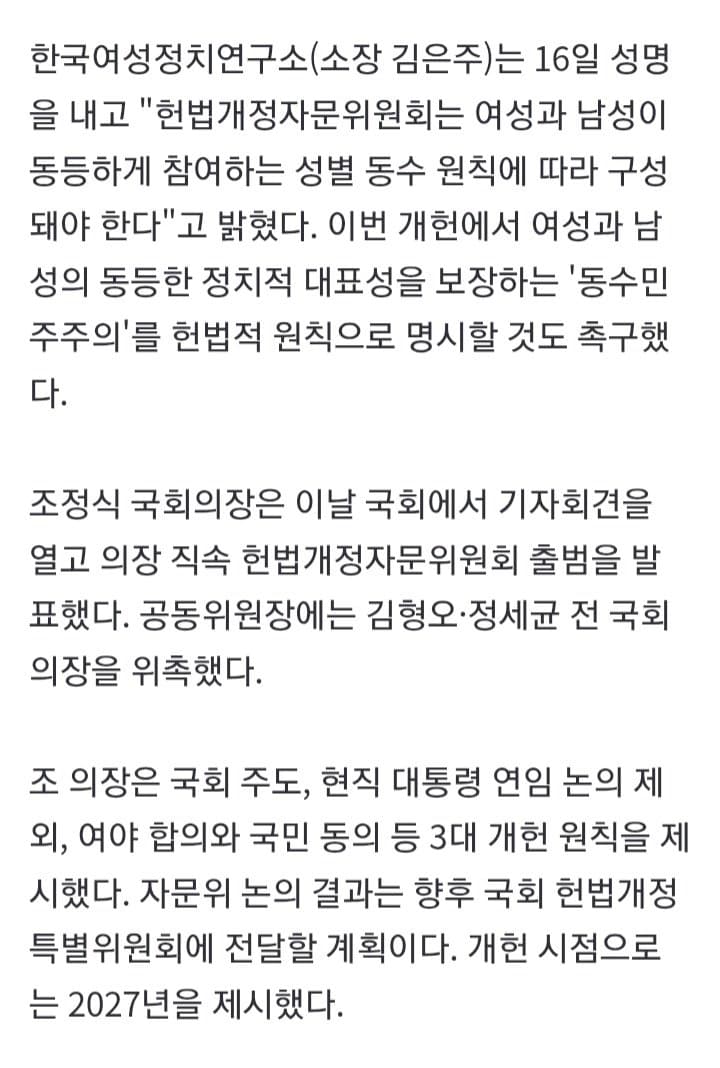 한국여성정치연구소(소장 김은주)는 16일 성명
을 내고 "헌법개정자문위원회는 여성과 남성이
동등하게 참여하는 성별 동수 원칙에 따라 구성
돼야 한다"고 밝혔다. 이번 개헌에서 여성과 남
성의 동등한 정치적 대표성을 보장하는 '동수민
주주의'를 헌법적 원칙으로 명시할 것도 촉구했
다.
조정식 국회의장은 이날 국회에서 기자회견을
열고 의장 직속 헌법개정자문위원회 출범을 발
표했다. 공동위원장에는 김형오·정세균 전 국회
의장을 위촉했다.
조 의장은 국회 주도, 현직 대통령 연임 논의 제
외, 여야 합의와 국민 동의 등 3대 개헌 원칙을 제
시했다. 자문위 논의 결과는 향후 국회 헌법개정
특별위원회에 전달할 계획이다. 개헌 시점으로
는 2027년을 제시했다.